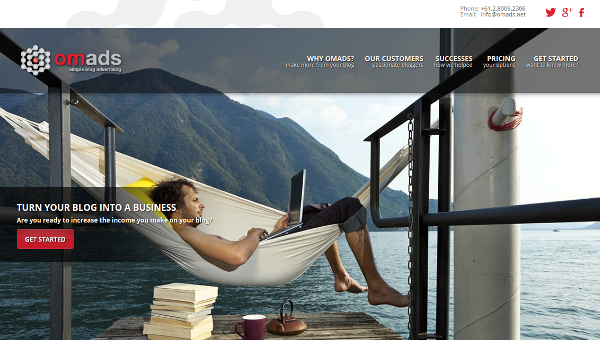 Phone: +61.2.8006.2306
Email: info@omads.net
omads
simple blog advertising
WHY OMADS?
make more from your blog
OUR CUSTOMERS
passionate bloggers
SUCCESSES
how we helped
PRICING
your options
GET STARTED
want to know more?
TURN YOUR BLOG INTO A BUSINESS
Are you ready to increase the income you make on your blog?
GET STARTED